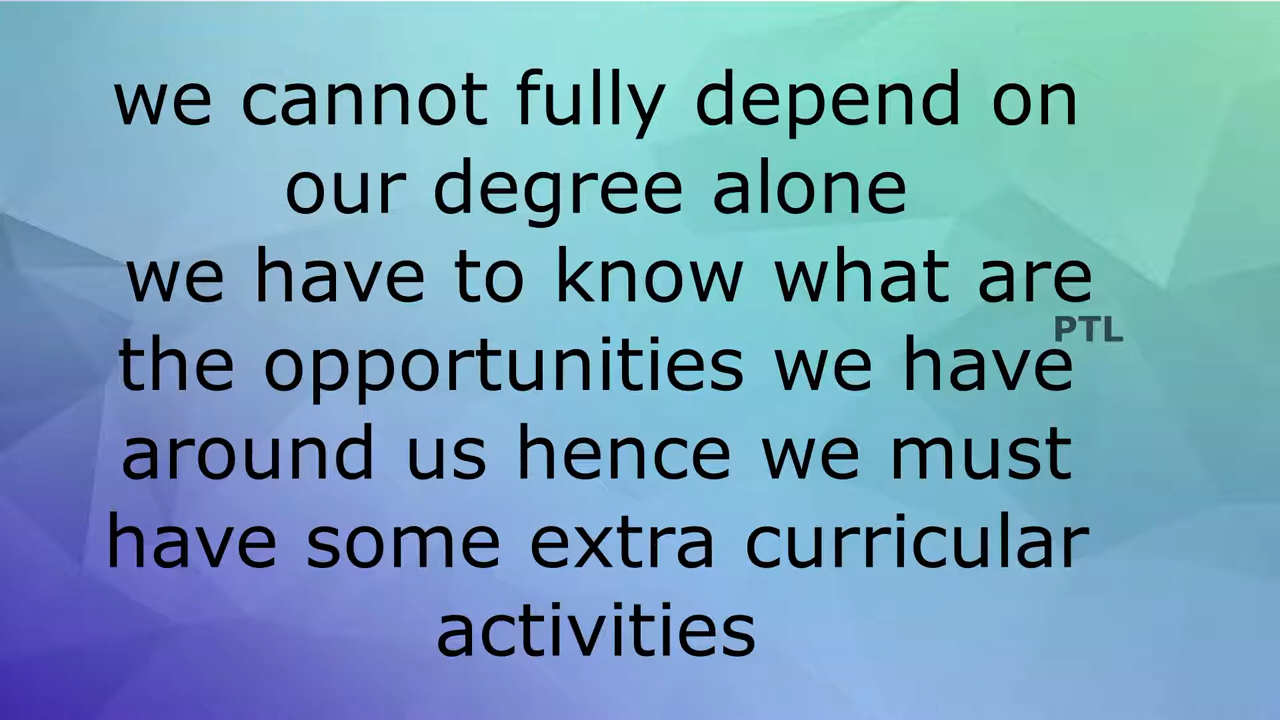 we cannot fully depend on
our degree alone
we have to know what are
PTL
the opportunities we have
around us hence we must
have some extra curricular
activities